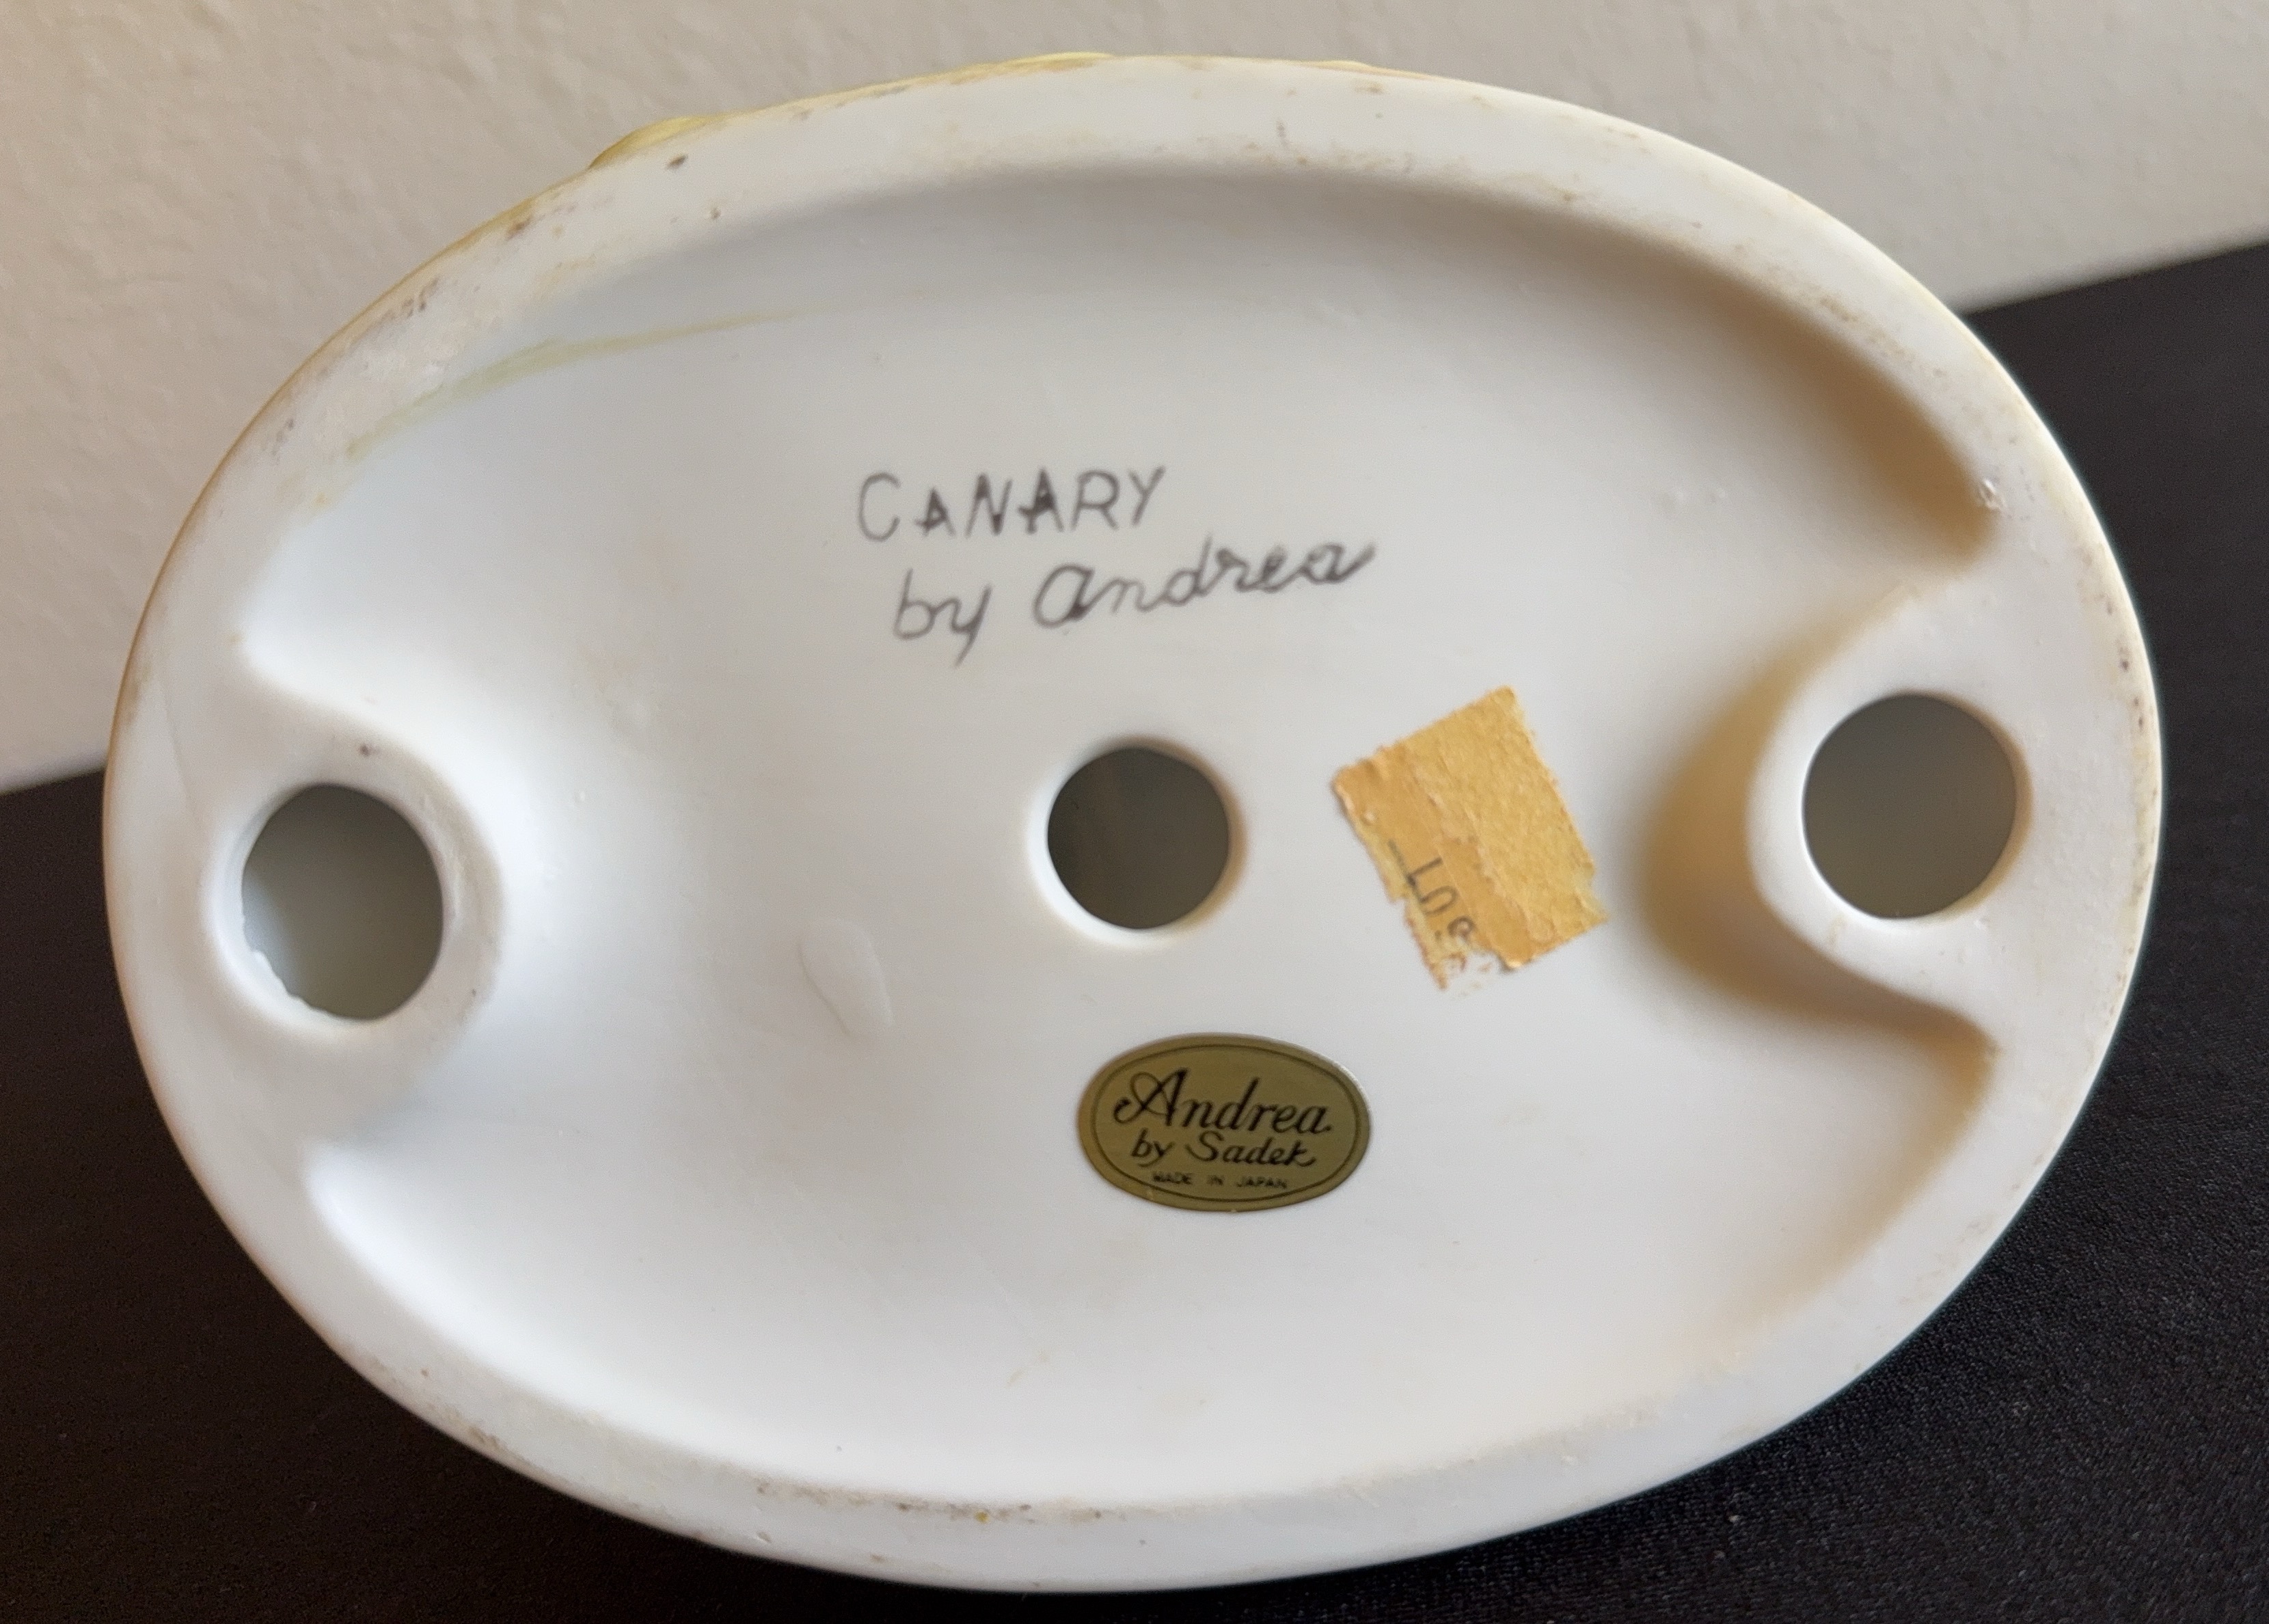 CANARY
by Andrea
Andrea
by Sadek
MADE IN JAPAN